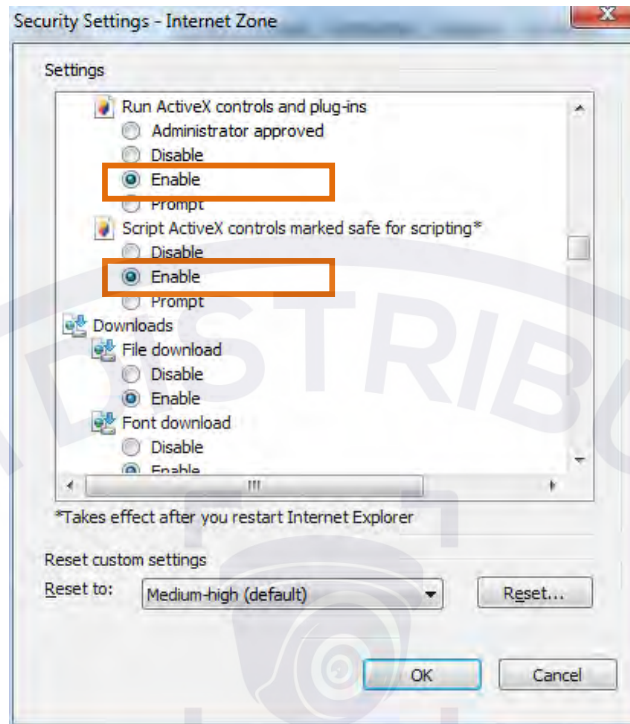 Security Settings - Internet Zone
Settings
Run ActiveX controls and plug-ins
Administrator approved
Disable
Enable
Prompt
Script ActiveX controls marked safe for scripting*
Disable
Enable
Prompt
Downloads
File download
Disable
Enable
Font download
Disable
Enable
*Takes effect after you restart Internet Explorer
Reset custom settings
Reset to:
Medium-high (default)
Reset...
OK
Cancel
DISTRIBU